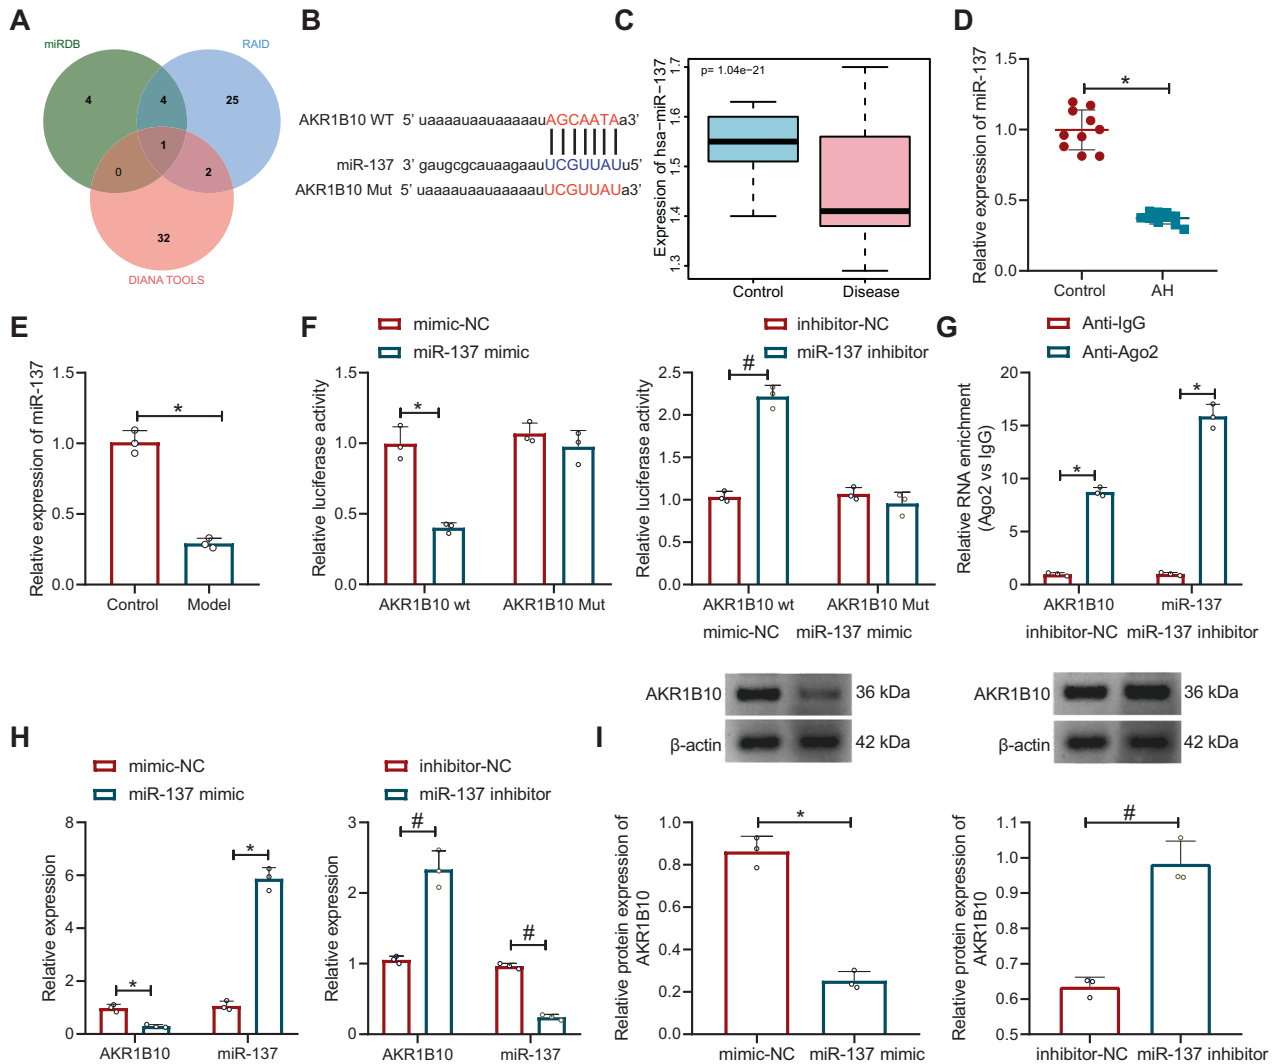 A
miRDB
RAID
4
4
25
1
0
2
32
DIANA TOOLS
B
AKR1B10 WT 5' uaaaauauuauaaaaauAGCAATAa3'
miR-137 3' gaugcgcauaagaauUCGUUAUu5'
AKR1B10 Mut 5' uaaaauauuauaaaaauUCGUUAUa3'
C
p= 1.04e−21
Expression of hsa−miR−137
1.7
1.6
1.5
1.4
1.3
Control
Disease
D
Relative expression of miR-137
1.5
1.0
0.5
0.0
*
Control
AH
E
Relative expression of miR-137
1.5
1.0
0.5
0.0
*
Control
Model
F
mimic-NC
miR-137 mimic
Relative luciferase activity
1.5
1.0
0.5
0.0
*
AKR1B10 wt
AKR1B10 Mut
inhibitor-NC
miR-137 inhibitor
Relative luciferase activity
2.5
2.0
1.5
1.0
0.5
0.0
#
AKR1B10 wt
AKR1B10 Mut
G
Anti-IgG
Anti-Ago2
Relative RNA enrichment
(Ago2 vs IgG)
20
15
10
5
0
*
*
AKR1B10
miR-137
H
mimic-NC
miR-137 mimic
Relative expression
8
6
4
2
0
*
*
AKR1B10
miR-137
inhibitor-NC
miR-137 inhibitor
Relative expression
3
2
1
0
#
#
AKR1B10
miR-137
I
mimic-NC miR-137 mimic
AKR1B10
36 kDa
β-actin
42 kDa
Relative protein expression of
AKR1B10
1.0
0.8
0.6
0.4
0.2
0.0
*
mimic-NC
miR-137 mimic
inhibitor-NC miR-137 inhibitor
AKR1B10
36 kDa
β-actin
42 kDa
Relative protein expression of
AKR1B10
1.1
1.0
0.9
0.8
0.7
0.6
0.5
#
inhibitor-NC
miR-137 inhibitor